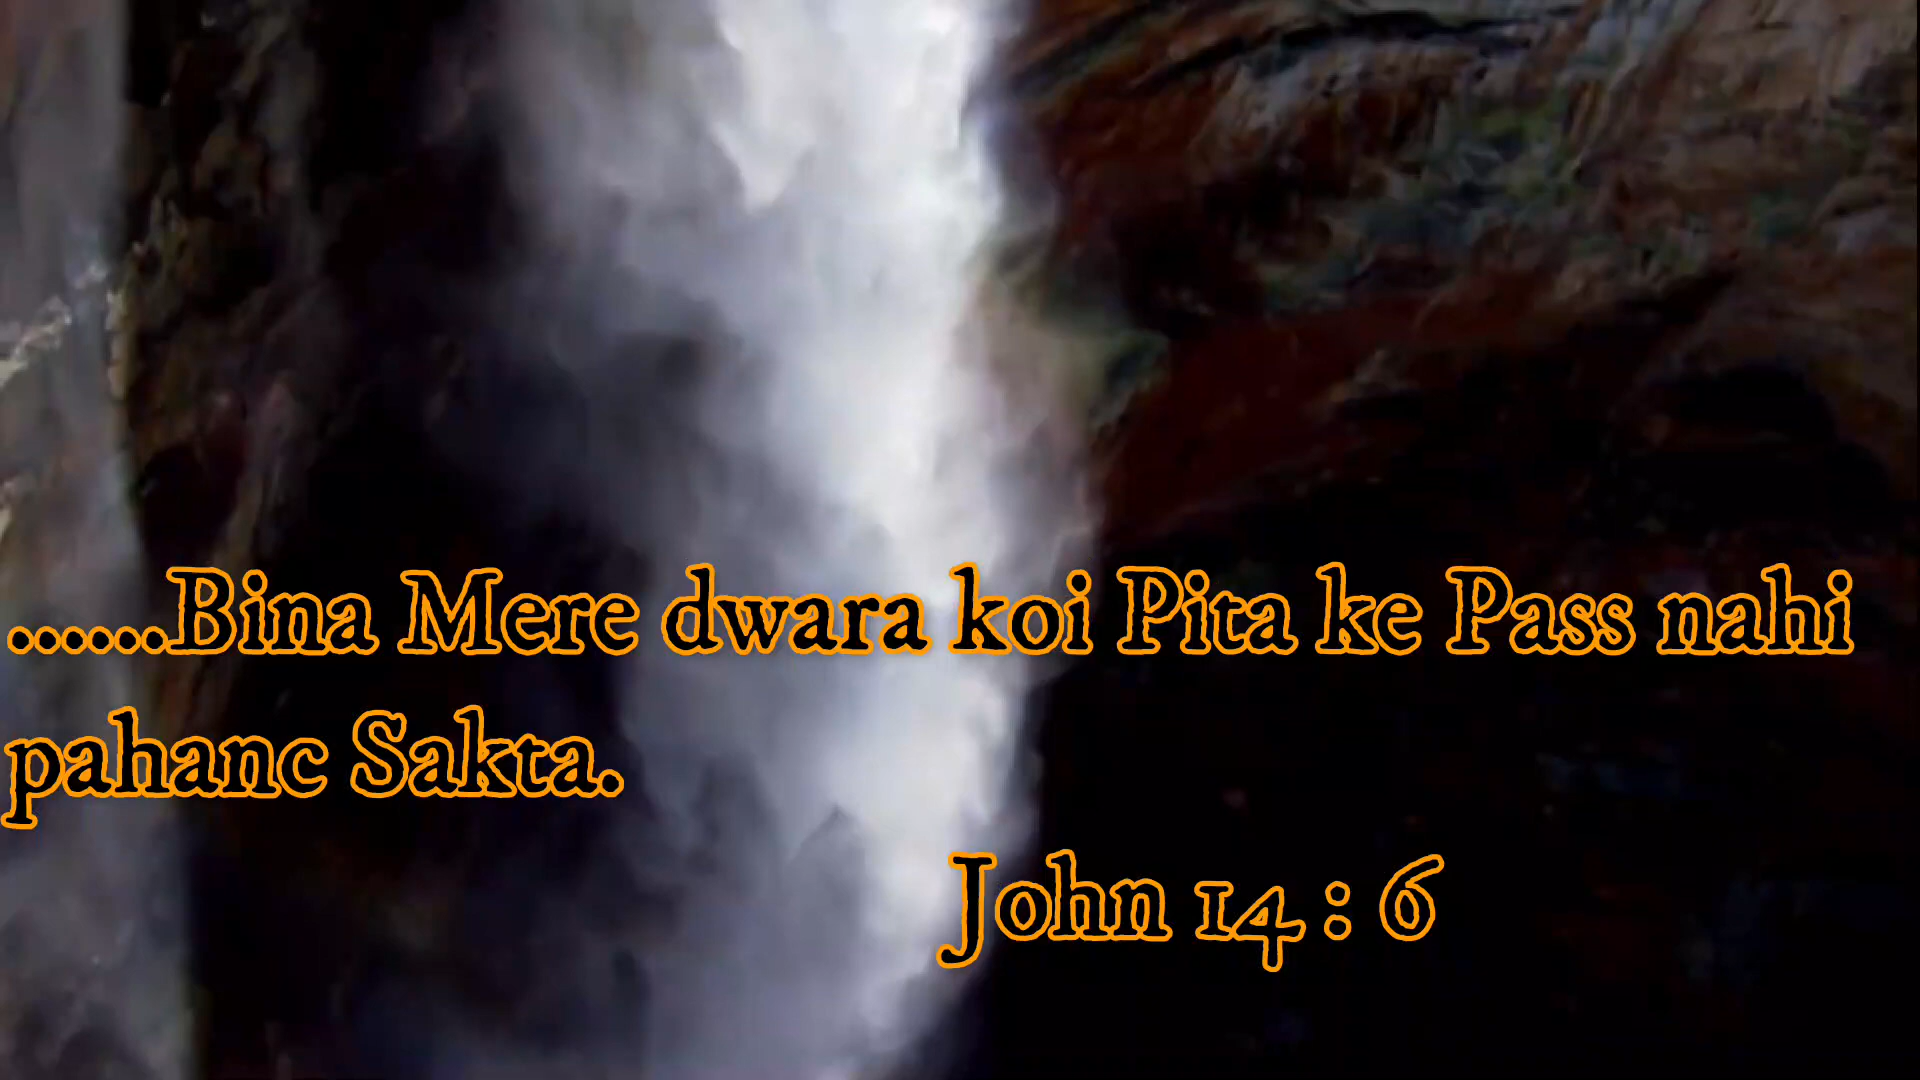 ......Bina Mere dwara koi Pita ke Pass nahi
pahanc Sakta.
John 14 : 6